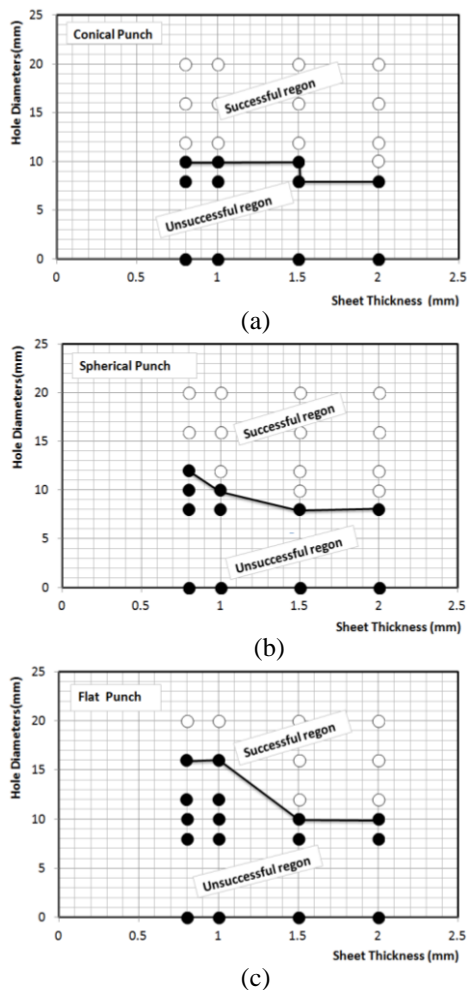 25
Conical Punch
20
Successful regon
15
10
Unsuccessful regon
5
0
Hole Diameters(mm)
0 0.5 1 1.5 2 2.5
Sheet Thickness (mm)
(a)
25
Spherical Punch
20
Successful regon
15
10
5
Unsuccessful regon
0
Hole Diameters(mm)
0 0.5 1 1.5 2 2.5
Sheet Thickness (mm)
(b)
25
Flat Punch
20
Successful regon
15
10
5
Unsuccessful regon
0
Hole Diameters(mm)
0 0.5 1 1.5 2 2.5
Sheet Thickness (mm)
(c)